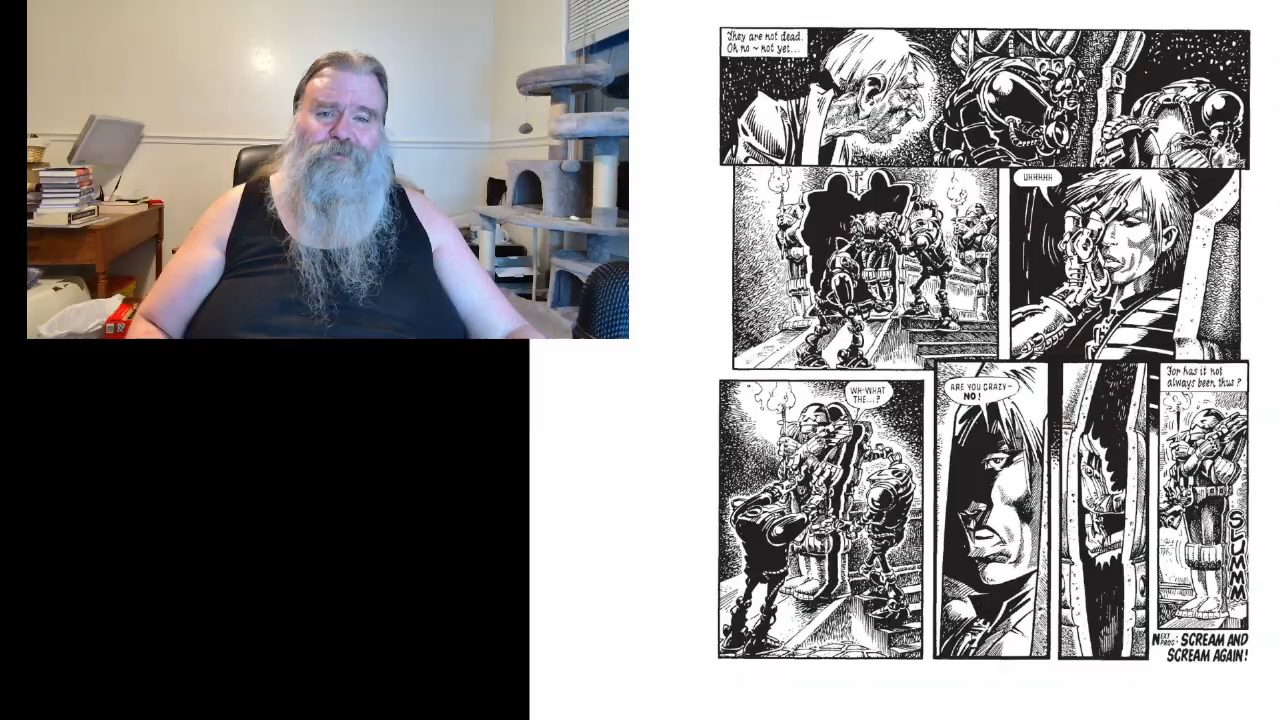 They are not dead.
Oh no ~ not yet...
UHHHHH
WH-WHAT
THE...?
ARE YOU CRAZY-
NO!
For has it not
always been thus?
SLUMMM
NEXT PROG: SCREAM AND
SCREAM AGAIN!